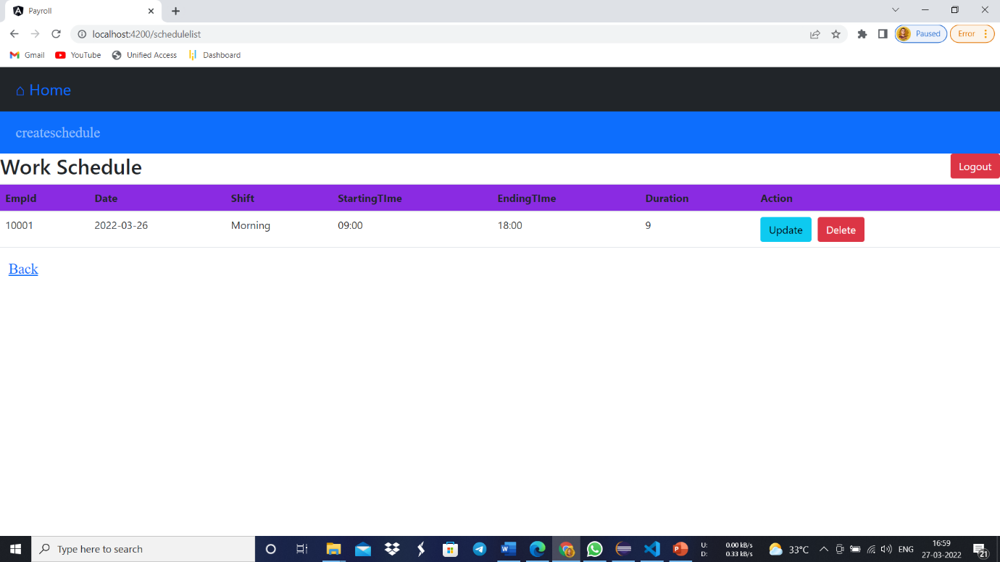 Payroll
localhost:4200/schedulelist
Paused
Error
Gmail
YouTube
Unified Access
Dashboard
Home
createschedule
Work Schedule
Logout
EmpId Date Shift StartingTIme EndingTIme Duration Action
10001 2022-03-26 Morning 09:00 18:00 9 Update Delete
Back
Type here to search
U: 0.00 kB/s
D: 0.33 kB/s
33°C
ENG
16:59
27-03-2022
21